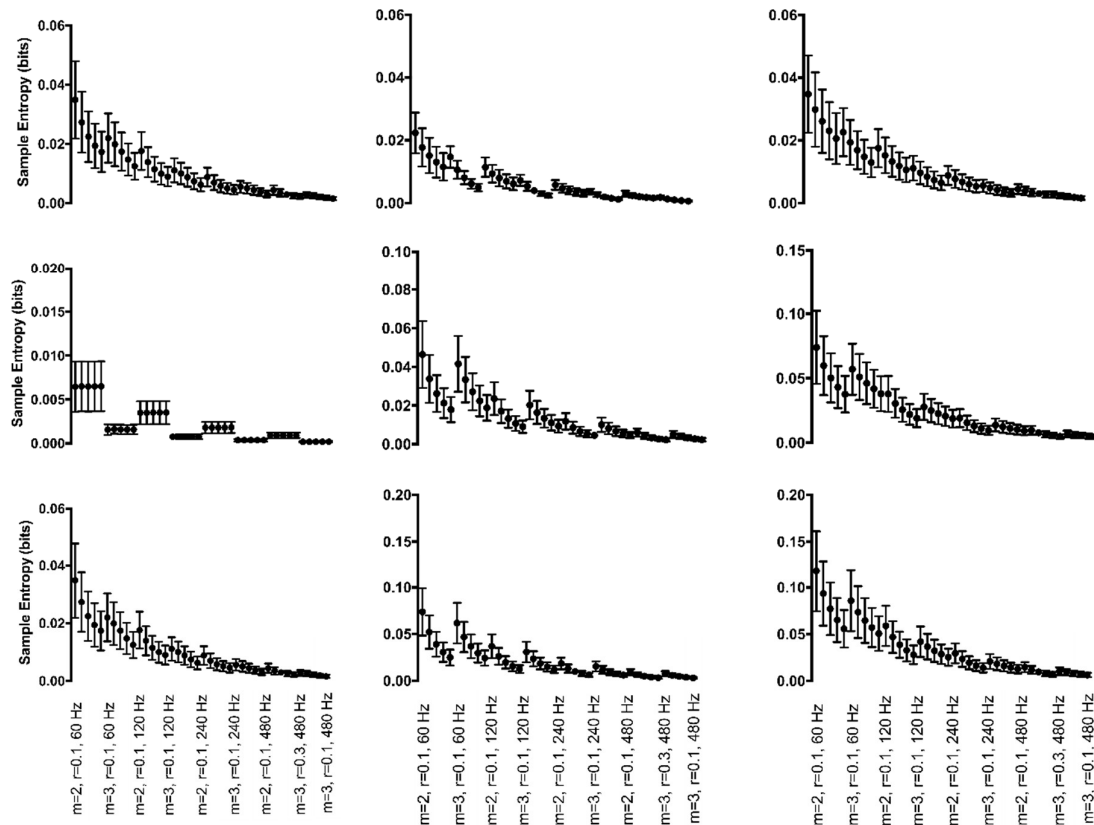 0.06
0.04
0.02
0.00
Sample Entropy (bits)
0.06
0.04
0.02
0.00
0.06
0.04
0.02
0.00
0.020
0.015
0.010
0.005
0.000
Sample Entropy (bits)
0.10
0.08
0.06
0.04
0.02
0.00
0.15
0.10
0.05
0.00
0.06
0.04
0.02
0.00
Sample Entropy (bits)
0.20
0.15
0.10
0.05
0.00
0.20
0.15
0.10
0.05
0.00
m=2, r=0.1, 60 Hz
m=3, r=0.1, 60 Hz
m=2, r=0.1, 120 Hz
m=3, r=0.1, 120 Hz
m=2, r=0.1, 240 Hz
m=3, r=0.1, 240 Hz
m=2, r=0.1, 480 Hz
m=3, r=0.3, 480 Hz
m=3, r=0.1, 480 Hz
m=2, r=0.1, 60 Hz
m=3, r=0.1, 60 Hz
m=2, r=0.1, 120 Hz
m=3, r=0.1, 120 Hz
m=2, r=0.1, 240 Hz
m=3, r=0.1, 240 Hz
m=2, r=0.1, 480 Hz
m=3, r=0.3, 480 Hz
m=3, r=0.1, 480 Hz
m=2, r=0.1, 60 Hz
m=3, r=0.1, 60 Hz
m=2, r=0.1, 120 Hz
m=3, r=0.1, 120 Hz
m=2, r=0.1, 240 Hz
m=3, r=0.1, 240 Hz
m=2, r=0.1, 480 Hz
m=3, r=0.3, 480 Hz
m=3, r=0.1, 480 Hz